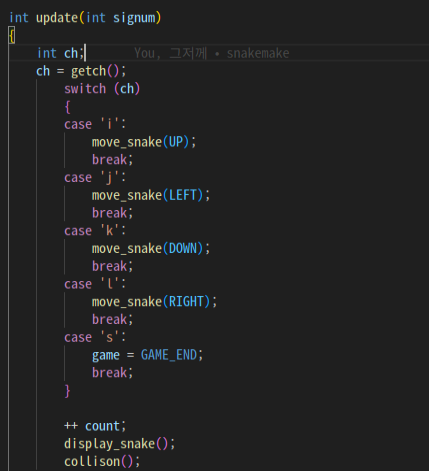 int update(int signum)
{
int ch; You, 그저께 • snakemake
ch = getch();
switch (ch)
{
case 'i':
move_snake(UP);
break;
case 'j':
move_snake(LEFT);
break;
case 'k':
move_snake(DOWN);
break;
case 'l':
move_snake(RIGHT);
break;
case 's':
game = GAME_END;
break;
}
++ count;
display_snake();
collison();